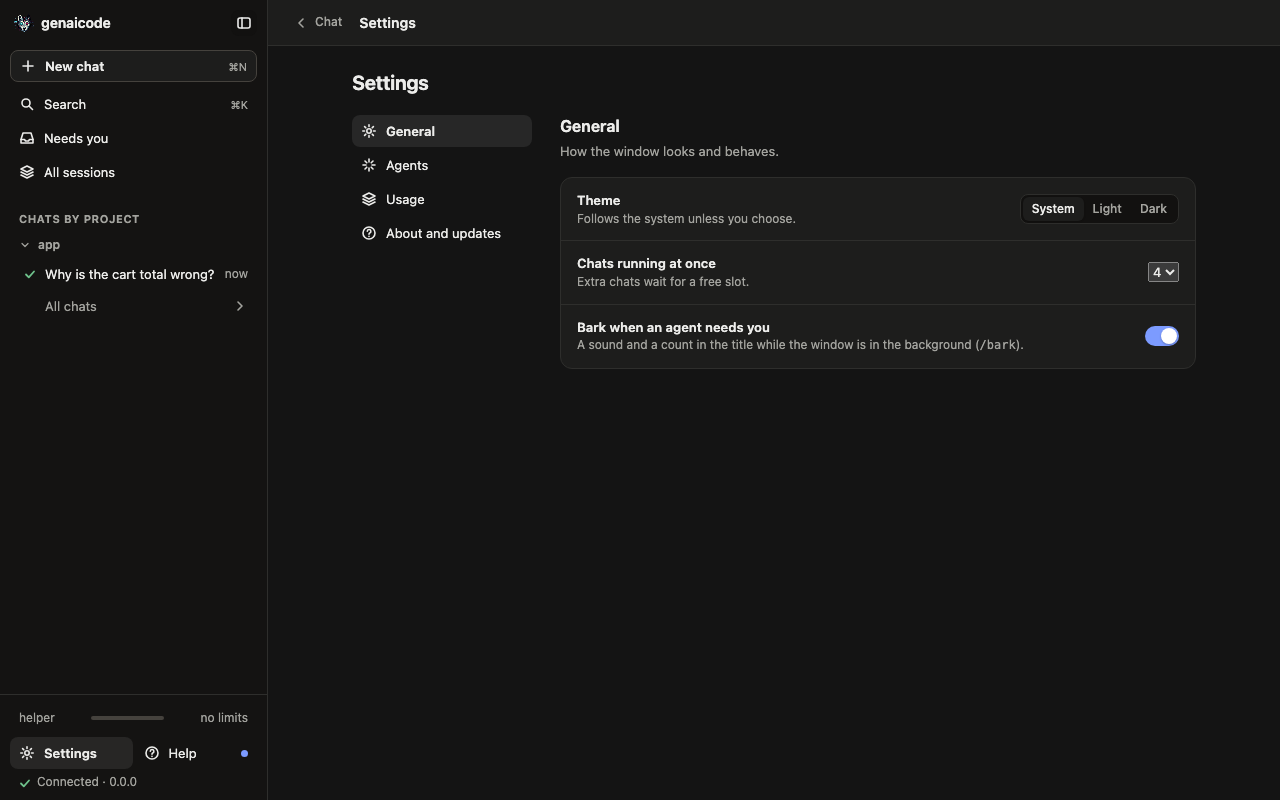 genaicode
New chat ⌘N
Search ⌘K
Needs you
All sessions
CHATS BY PROJECT
app
Why is the cart total wrong? now
All chats
helper no limits
Settings Help
Connected · 0.0.0
Chat Settings
Settings
General
Agents
Usage
About and updates
General
How the window looks and behaves.
Theme
Follows the system unless you choose.
System Light Dark
Chats running at once
Extra chats wait for a free slot.
4
Bark when an agent needs you
A sound and a count in the title while the window is in the background (/bark).